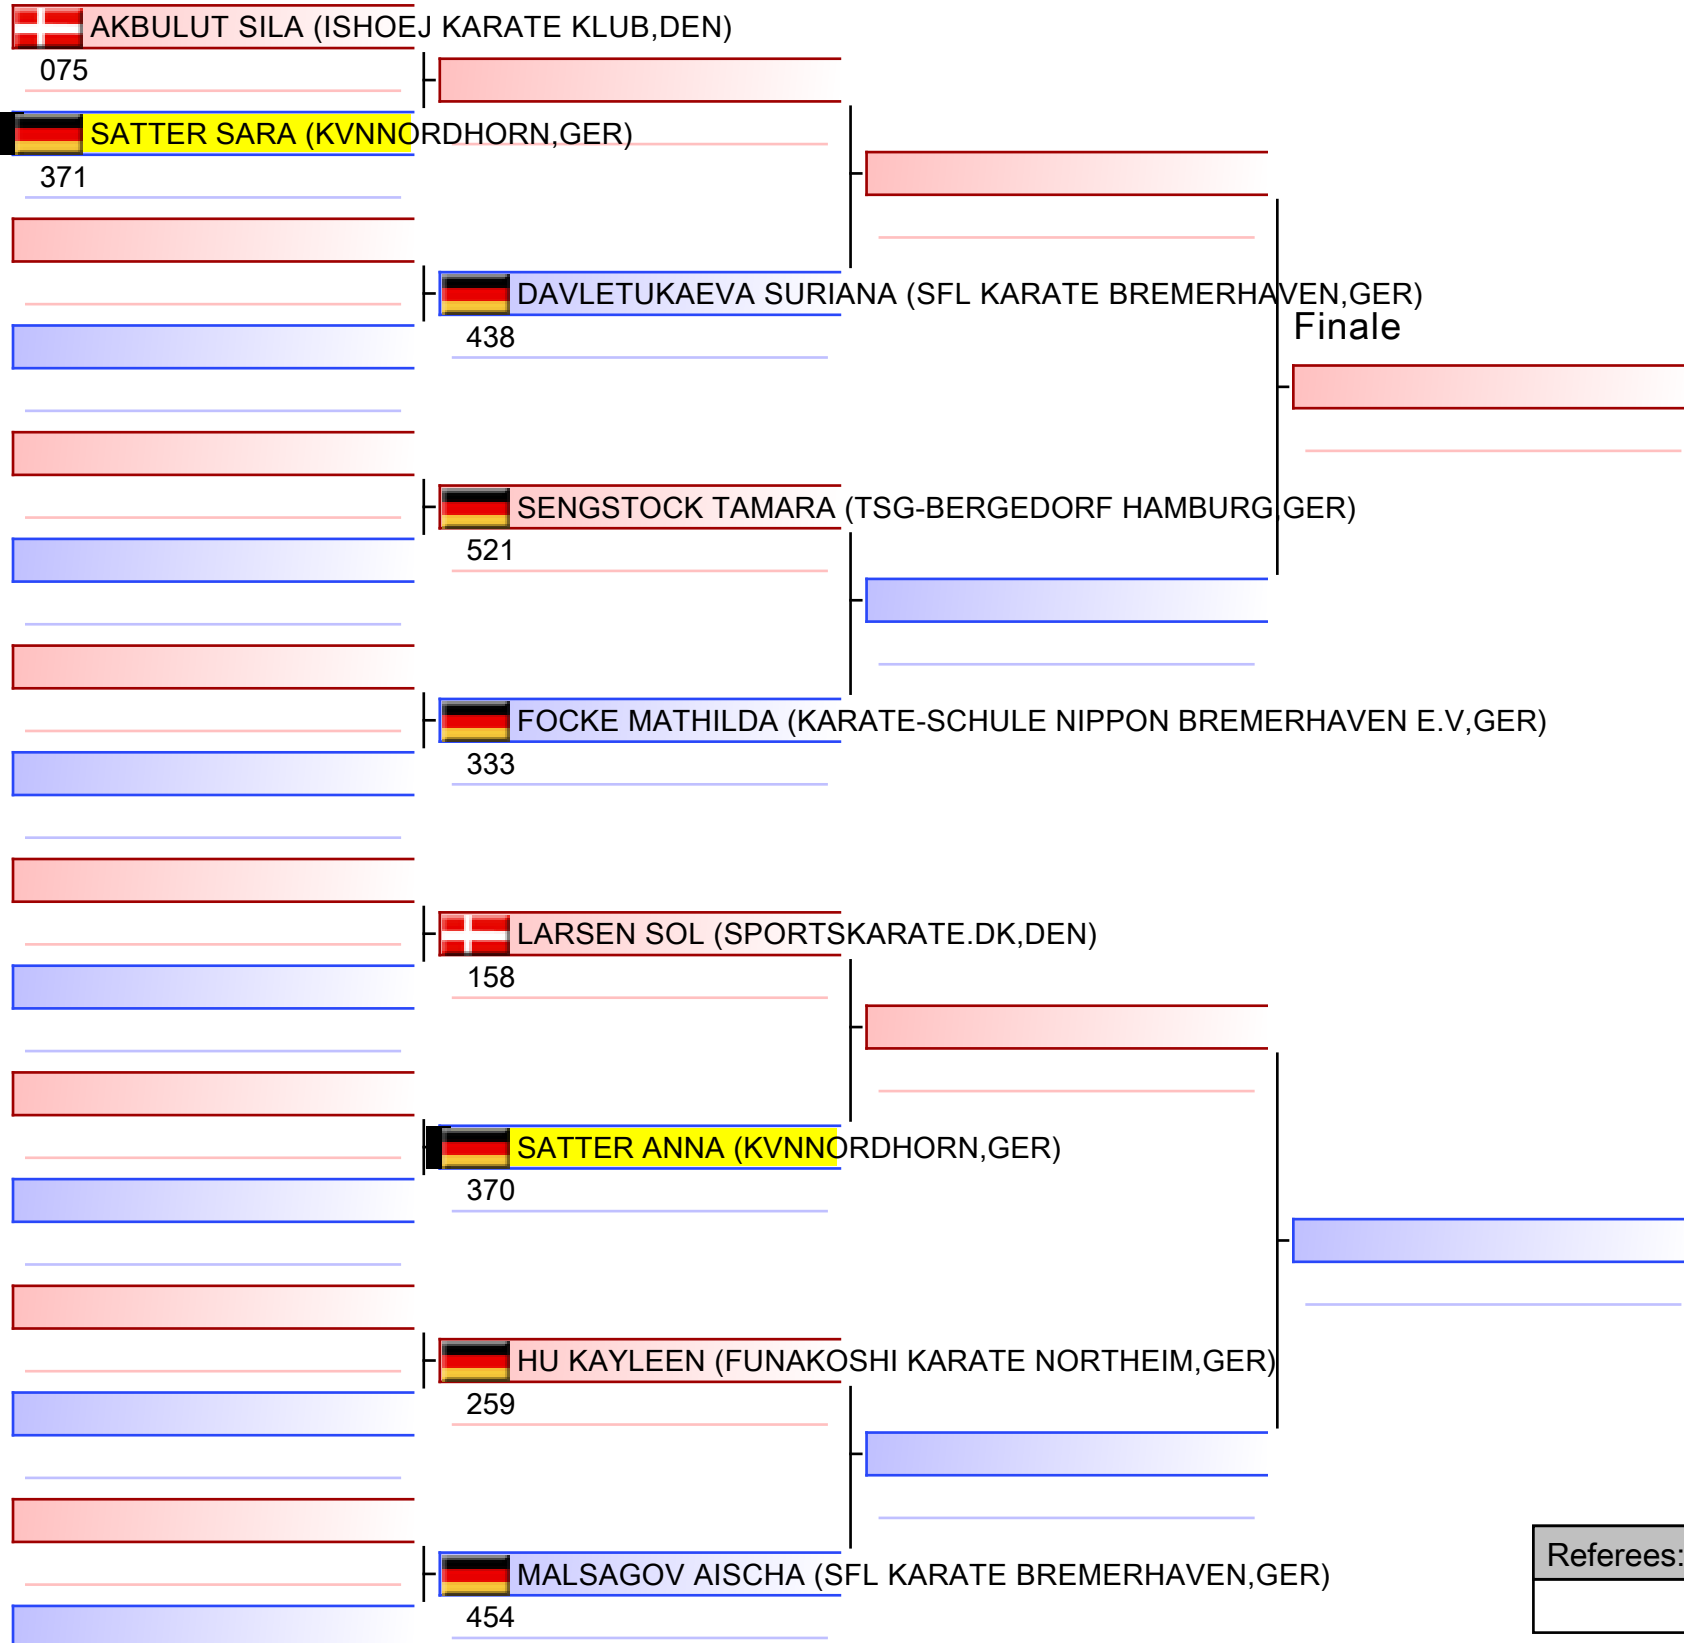 AKBULUT SILA (ISHOEJ KARATE KLUB,DEN)
075
SATTER SARA (KVNNORDHORN,GER)
371
DAVLETUKAEVA SURIANA (SFL KARATE BREMERHAVEN,GER)
438
Finale
SENGSTOCK TAMARA (TSG-BERGEDORF HAMBURG,GER)
521
FOCKE MATHILDA (KARATE-SCHULE NIPPON BREMERHAVEN E.V,GER)
333
LARSEN SOL (SPORTSKARATE.DK,DEN)
158
SATTER ANNA (KVNNORDHORN,GER)
370
HU KAYLEEN (FUNAKOSHI KARATE NORTHEIM,GER)
259
MALSAGOV AISCHA (SFL KARATE BREMERHAVEN,GER)
454
Referees: